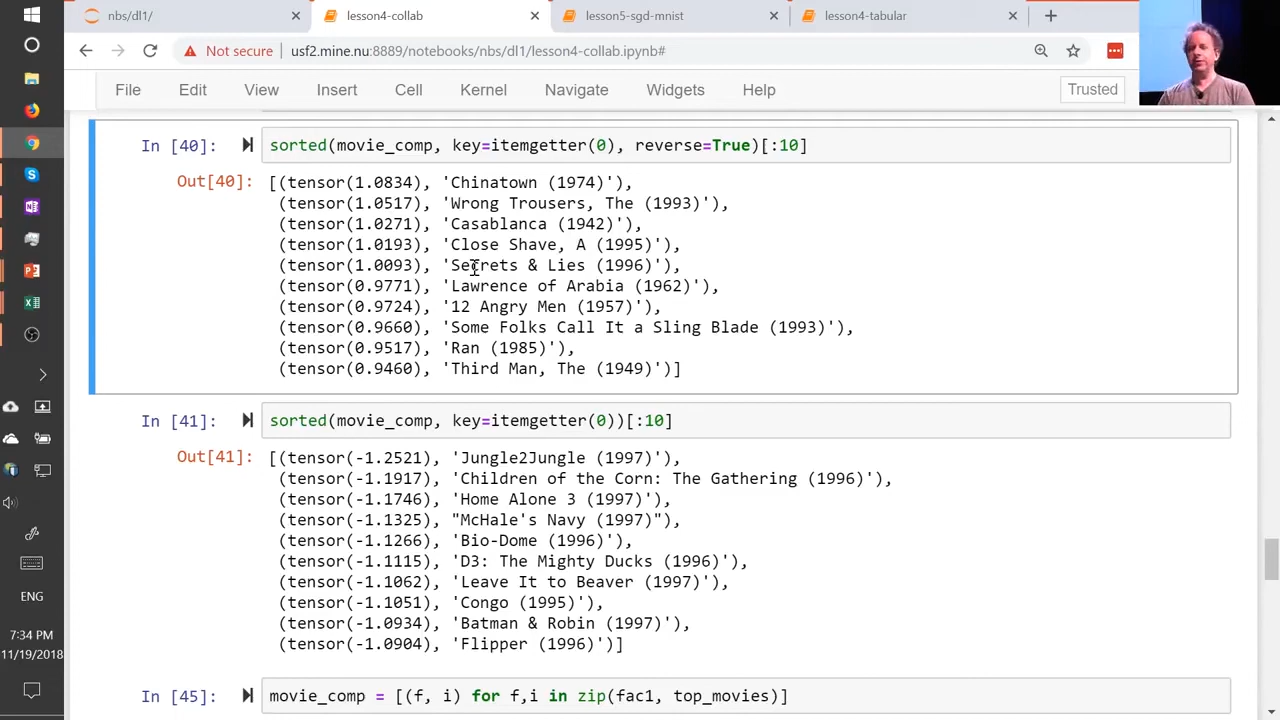 nbs/dl1/
lesson4-collab
lesson5-sgd-mnist
lesson4-tabular
Not secure
usf2.mine.nu:8889/notebooks/nbs/dl1/lesson4-collab.ipynb#
File Edit View Insert Cell Kernel Navigate Widgets Help
Trusted
In [40]: sorted(movie_comp, key=itemgetter(0), reverse=True)[:10]
Out[40]: [(tensor(1.0834), 'Chinatown (1974)'),
(tensor(1.0517), 'Wrong Trousers, The (1993)'),
(tensor(1.0271), 'Casablanca (1942)'),
(tensor(1.0193), 'Close Shave, A (1995)'),
(tensor(1.0093), 'Secrets & Lies (1996)'),
(tensor(0.9771), 'Lawrence of Arabia (1962)'),
(tensor(0.9724), '12 Angry Men (1957)'),
(tensor(0.9660), 'Some Folks Call It a Sling Blade (1993)'),
(tensor(0.9517), 'Ran (1985)'),
(tensor(0.9460), 'Third Man, The (1949)')]
In [41]: sorted(movie_comp, key=itemgetter(0))[:10]
Out[41]: [(tensor(-1.2521), 'Jungle2Jungle (1997)'),
(tensor(-1.1917), 'Children of the Corn: The Gathering (1996)'),
(tensor(-1.1746), 'Home Alone 3 (1997)'),
(tensor(-1.1325), "McHale's Navy (1997)"),
(tensor(-1.1266), 'Bio-Dome (1996)'),
(tensor(-1.1115), 'D3: The Mighty Ducks (1996)'),
(tensor(-1.1062), 'Leave It to Beaver (1997)'),
(tensor(-1.1051), 'Congo (1995)'),
(tensor(-1.0934), 'Batman & Robin (1997)'),
(tensor(-1.0904), 'Flipper (1996)')]
In [45]: movie_comp = [(f, i) for f,i in zip(fac1, top_movies)]
ENG
7:34 PM
11/19/2018